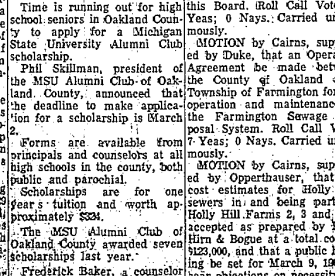 Time is running out for high
school seniors in Oakland Coun-
ty to apply for a Michigan
State University Alumni Club
scholarship.
Phil Skillman, president of
the MSU Alumni Club of Oak-
land County, announced that
the deadline to make applica-
tion for a scholarship is March
2.
Forms are available from
principals and counselors at all
high schools in the county, both
public and parochial.
Scholarships are for one
year's tuition and worth ap-
proximately $324.
The MSU Alumni Club of
Oakland County awarded seven
scholarships last year.
Frederick Baker, a counselor
this Board. (Roll Call Vot
Yeas; 0 Nays. Carried u
mously.
MOTION by Cairns, sup
ed by Duke, that an Oper
Agreement be made betw
the County of Oakland
Township of Farmington fo
operation and maintenanc
the Farmington Sewage
posal System. Roll Call V
7 Yeas; 0 Nays. Carried u
mously.
MOTION by Cairns, sup
ed by Opperthauser, that
cost estimates for Holly
sewers in and being part
Holly Hill Farms 2, 3 and
accepted as prepared by
Hirn & Bogue at a total co
$123,000, and that a public
ing be set for March 9, 19